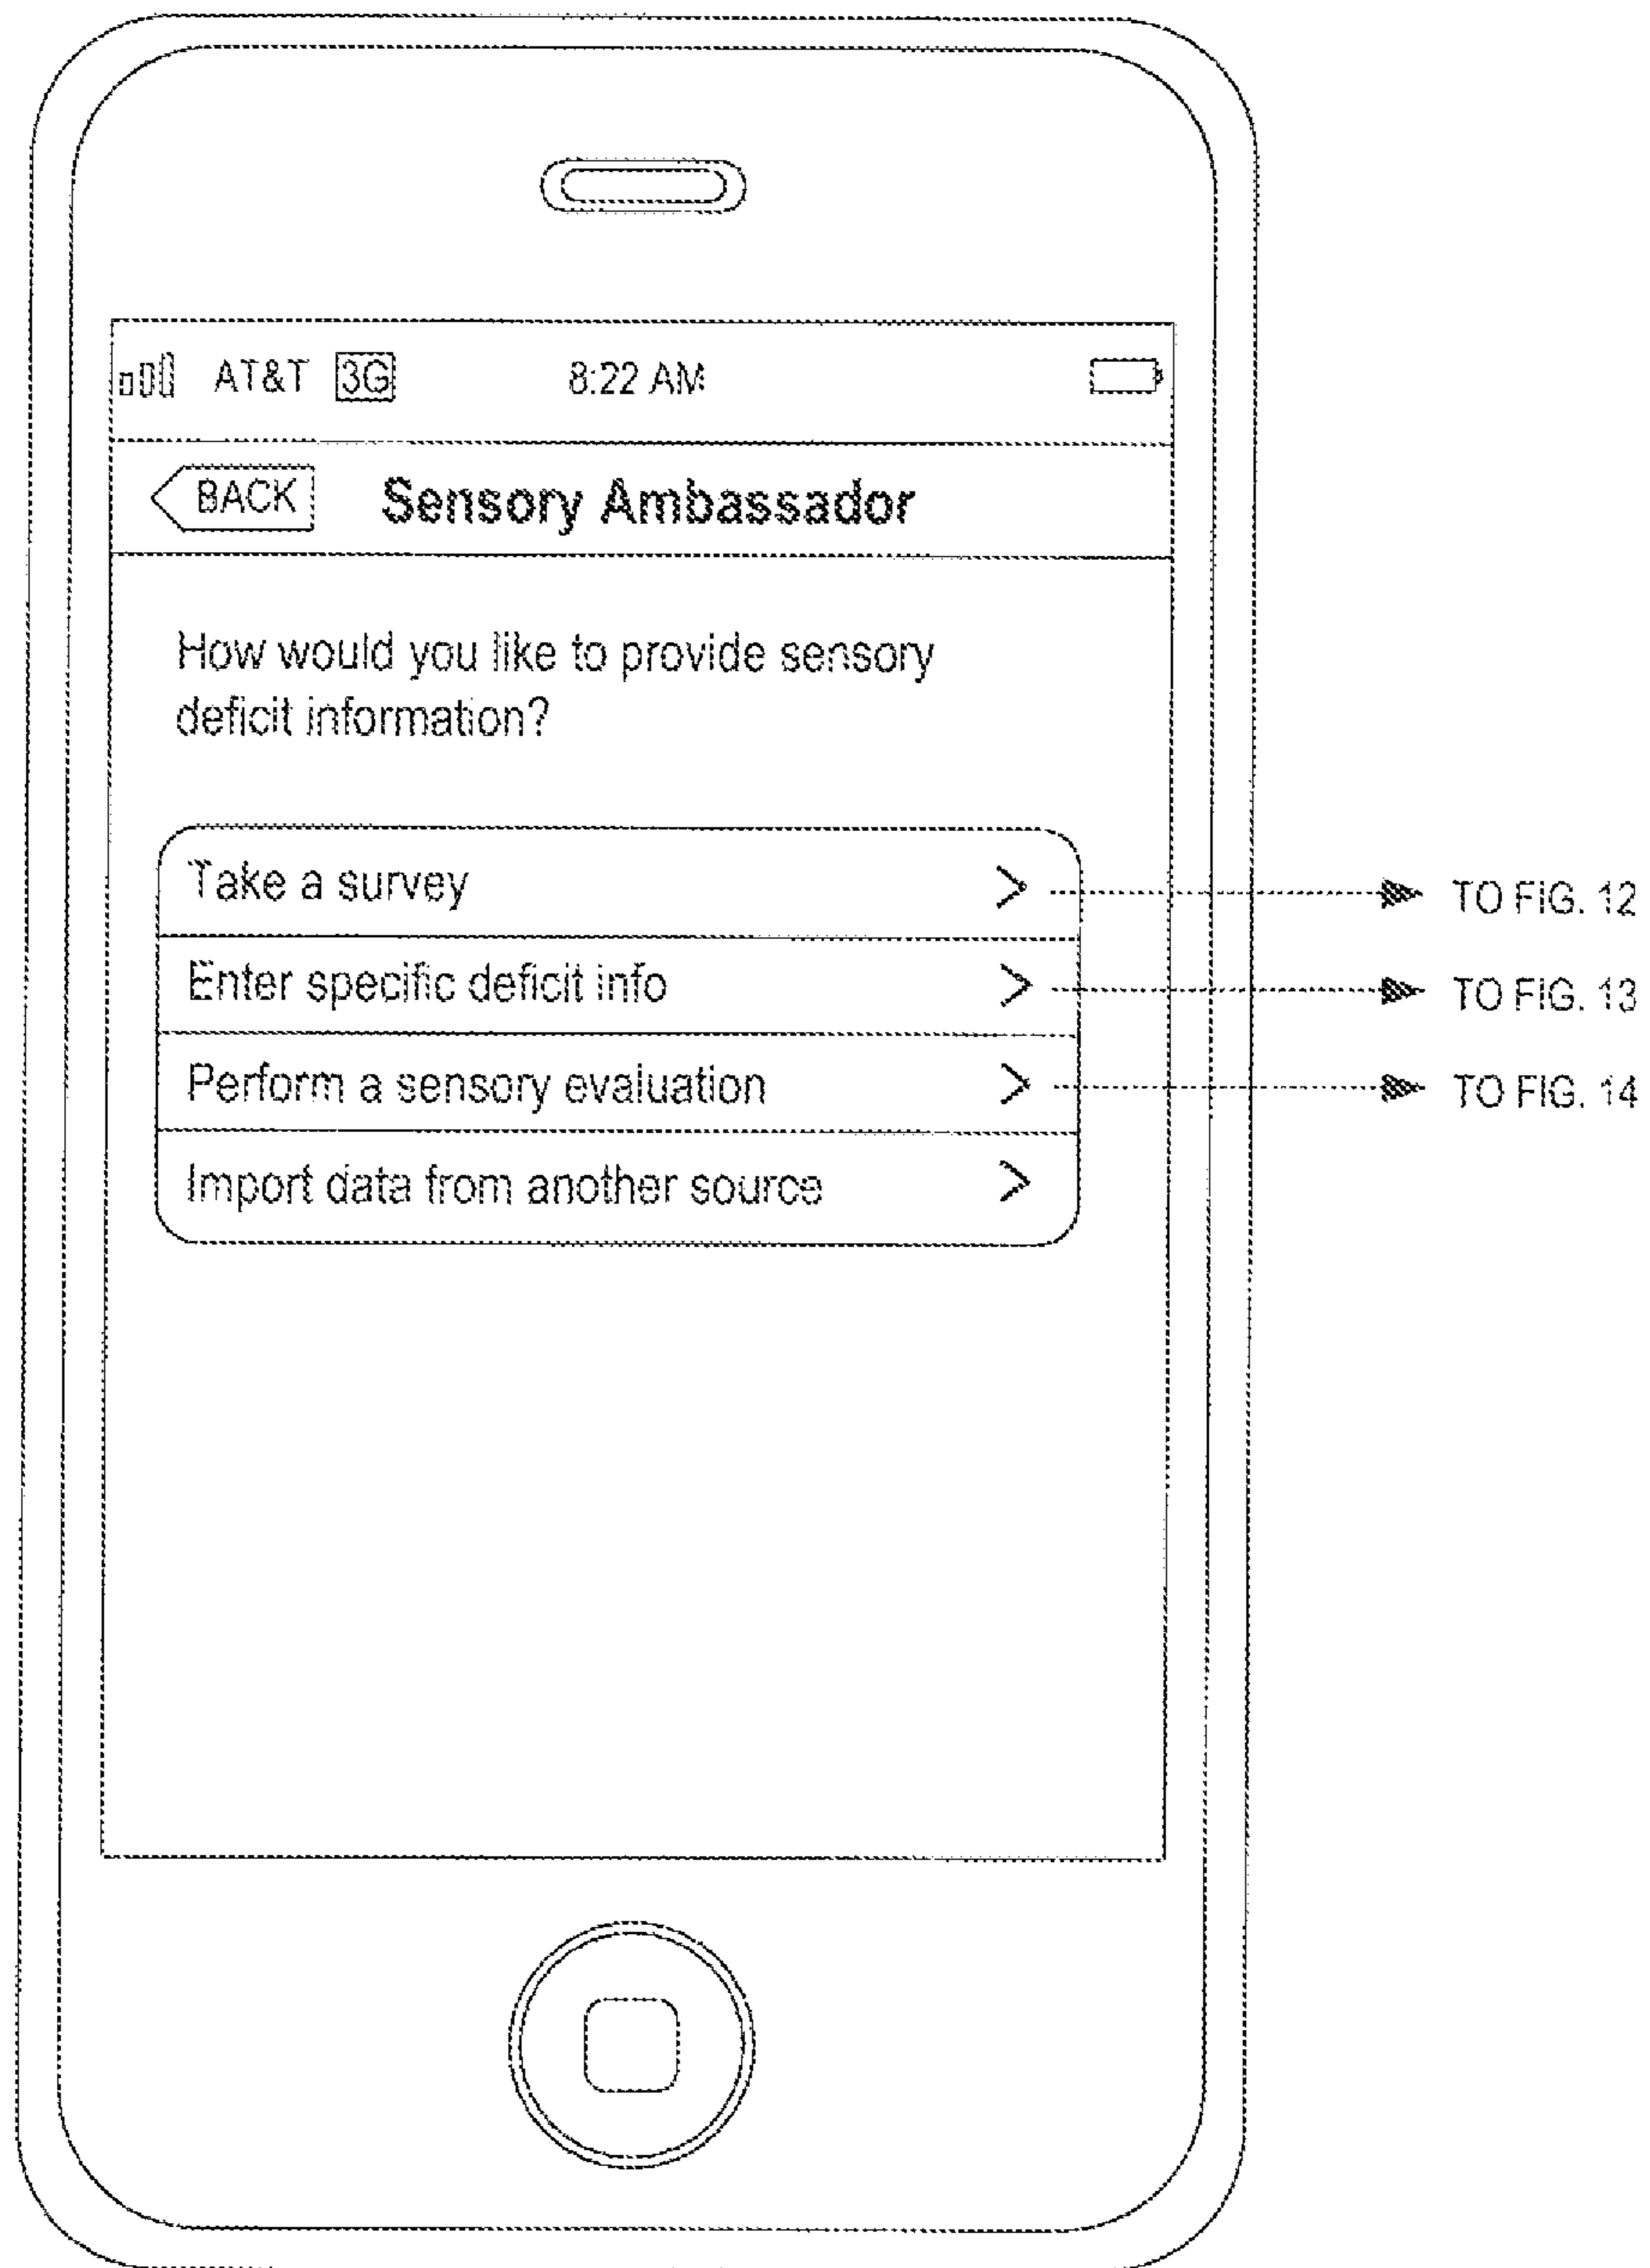 AT&T 3G 8:22 AM
BACK Sensory Ambassador
How would you like to provide sensory
deficit information?
Take a survey > TO FIG. 12
Enter specific deficit info > TO FIG. 13
Perform a sensory evaluation > TO FIG. 14
Import data from another source >